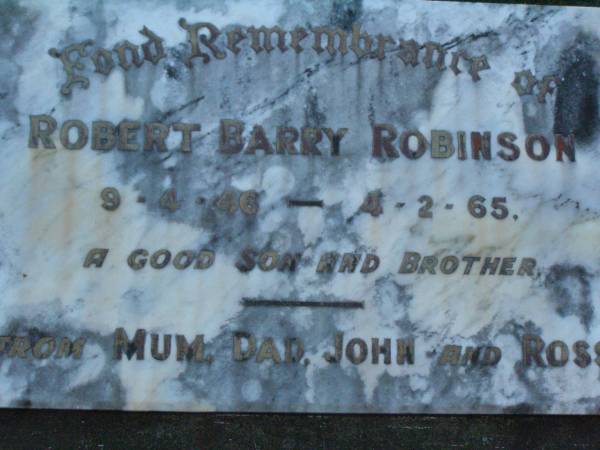 Fond Remembrance of
ROBERT BARRY ROBINSON
9-4-46 — 4-2-65.
A GOOD SON AND BROTHER.
FROM MUM, DAD, JOHN AND ROSS